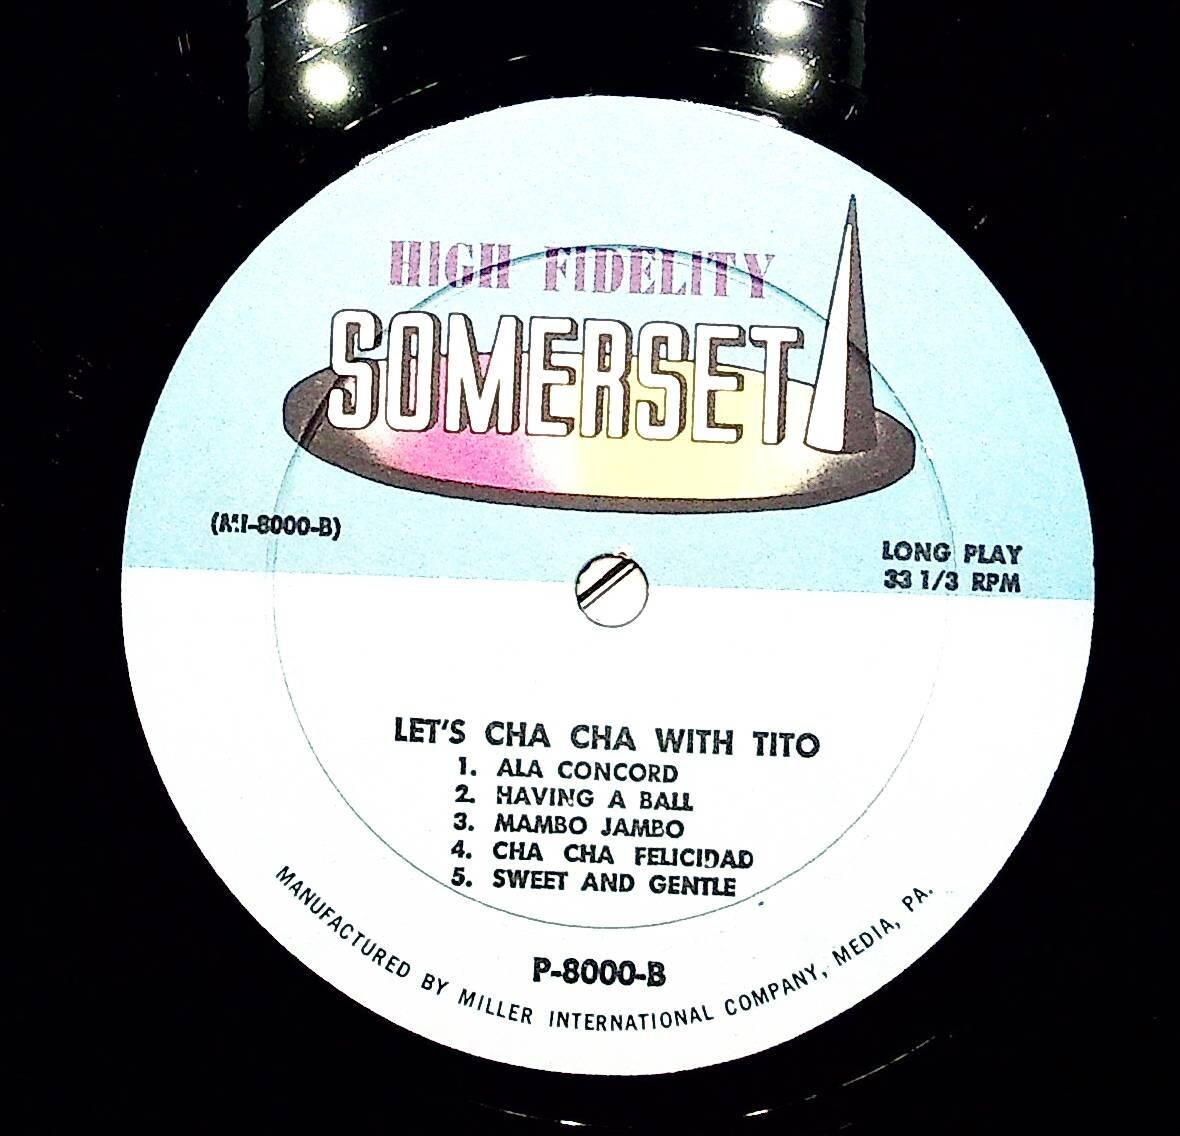 HIGH FIDELITY
SOMERSET
(MI-8000-B)
LONG PLAY
33 1/3 RPM
LET'S CHA CHA WITH TITO
1. ALA CONCORD
2. HAVING A BALL
3. MAMBO JAMBO
4. CHA CHA FELICIDAD
5. SWEET AND GENTLE
P-8000-B
MANUFACTURED BY MILLER INTERNATIONAL COMPANY, MEDIA, PA.